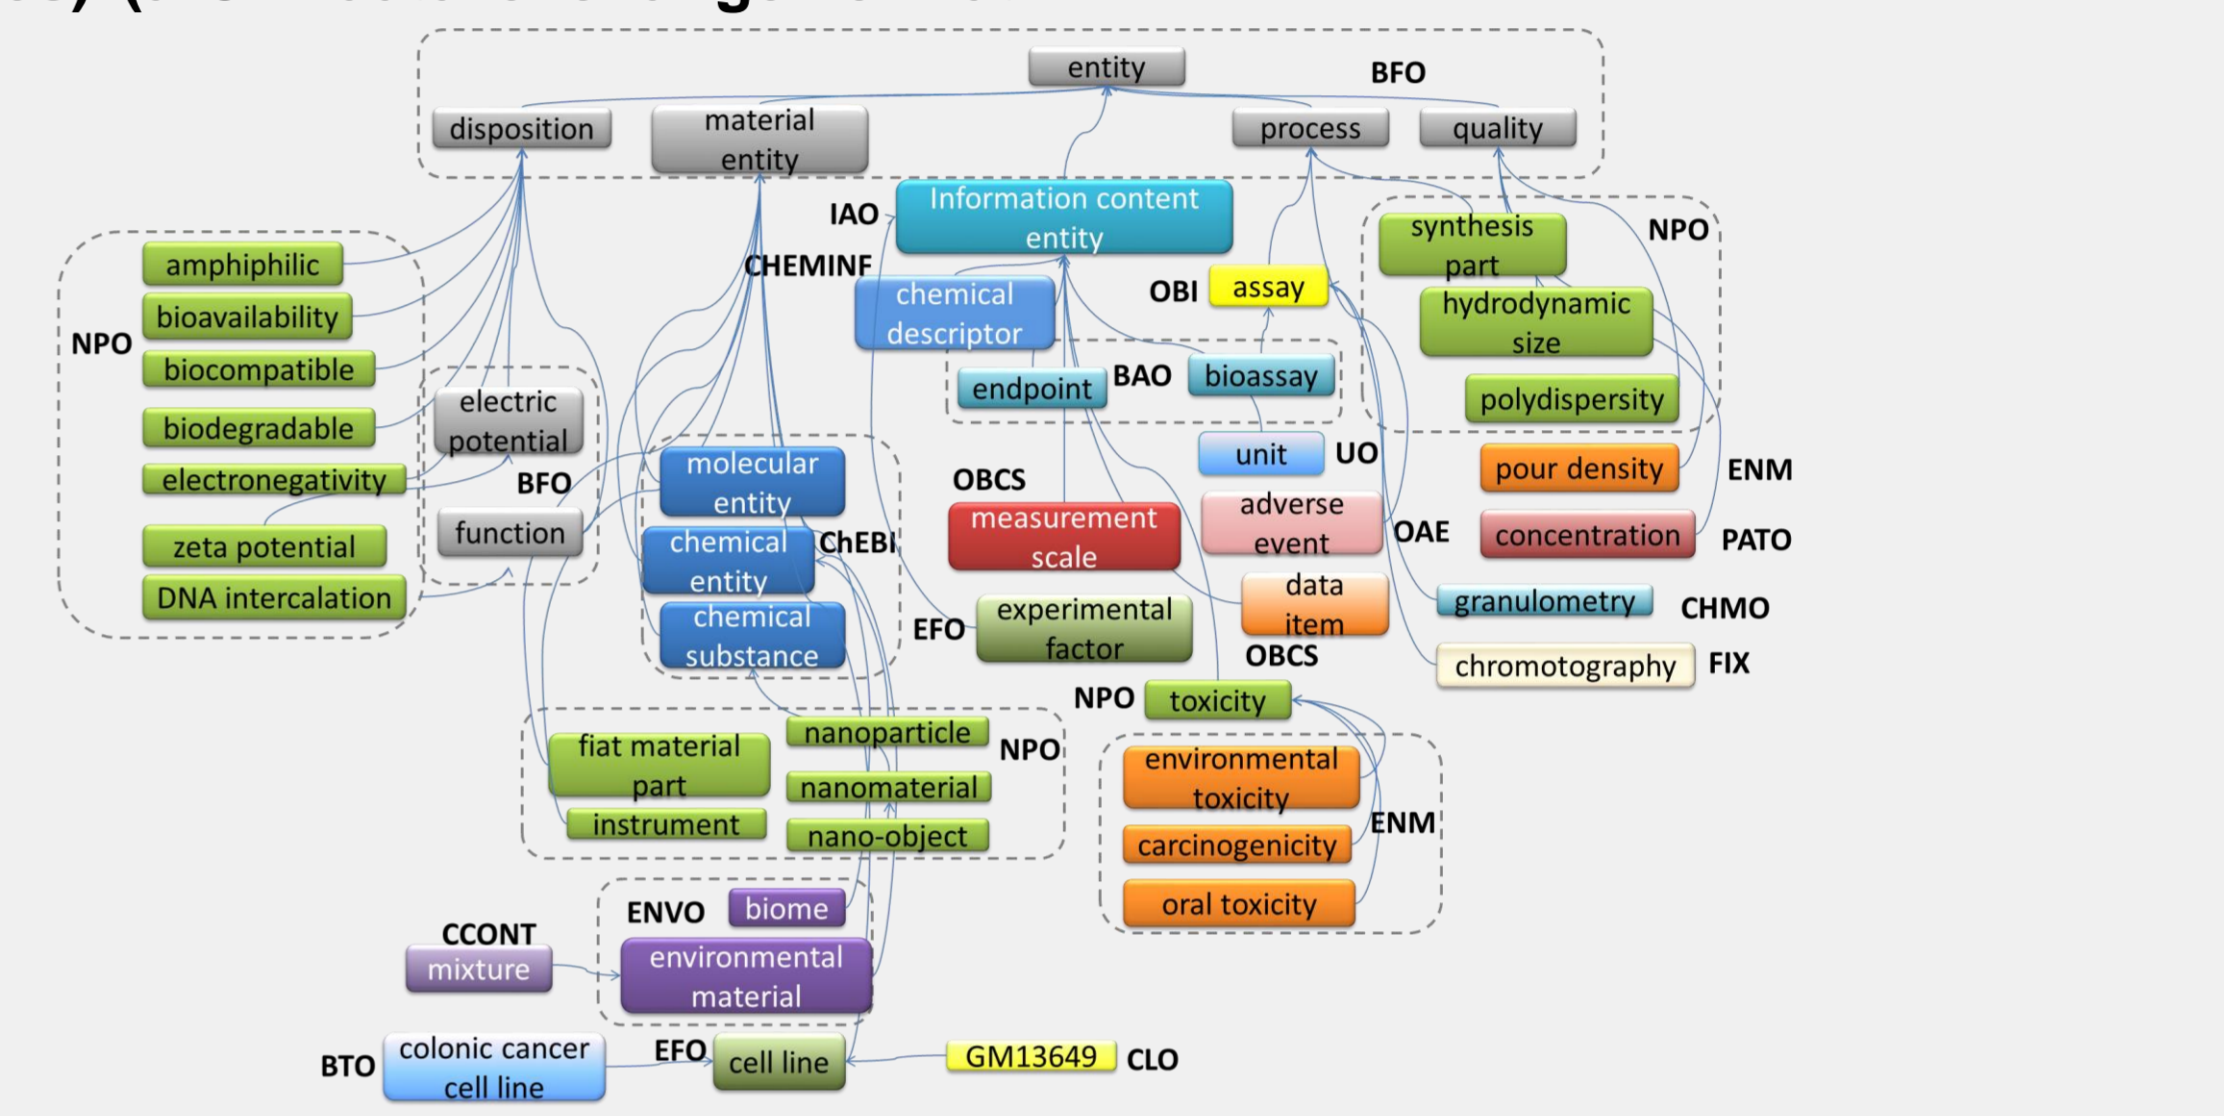 entity
BFO
disposition
material
entity
process
quality
IAO
Information content
entity
synthesis
part
NPO
amphiphilic
CHEMINF
chemical
descriptor
OBI
assay
hydrodynamic
size
bioavailability
NPO
biocompatible
endpoint
BAO
bioassay
polydispersity
electric
potential
biodegradable
electronegativity
BFO
molecular
entity
OBCS
unit
UO
pour density
ENM
function
measurement
scale
adverse
event
OAE
concentration
PATO
zeta potential
chemical
entity
ChEBI
DNA intercalation
chemical
substance
EFO
experimental
factor
data
item
OBCS
granulometry
CHMO
chromotography
FIX
NPO
toxicity
fiat material
part
nanoparticle
NPO
nanomaterial
instrument
nano-object
environmental
toxicity
ENM
carcinogenicity
oral toxicity
ENVO
biome
CCONT
mixture
environmental
material
BTO
colonic cancer
cell line
EFO
cell line
GM13649
CLO